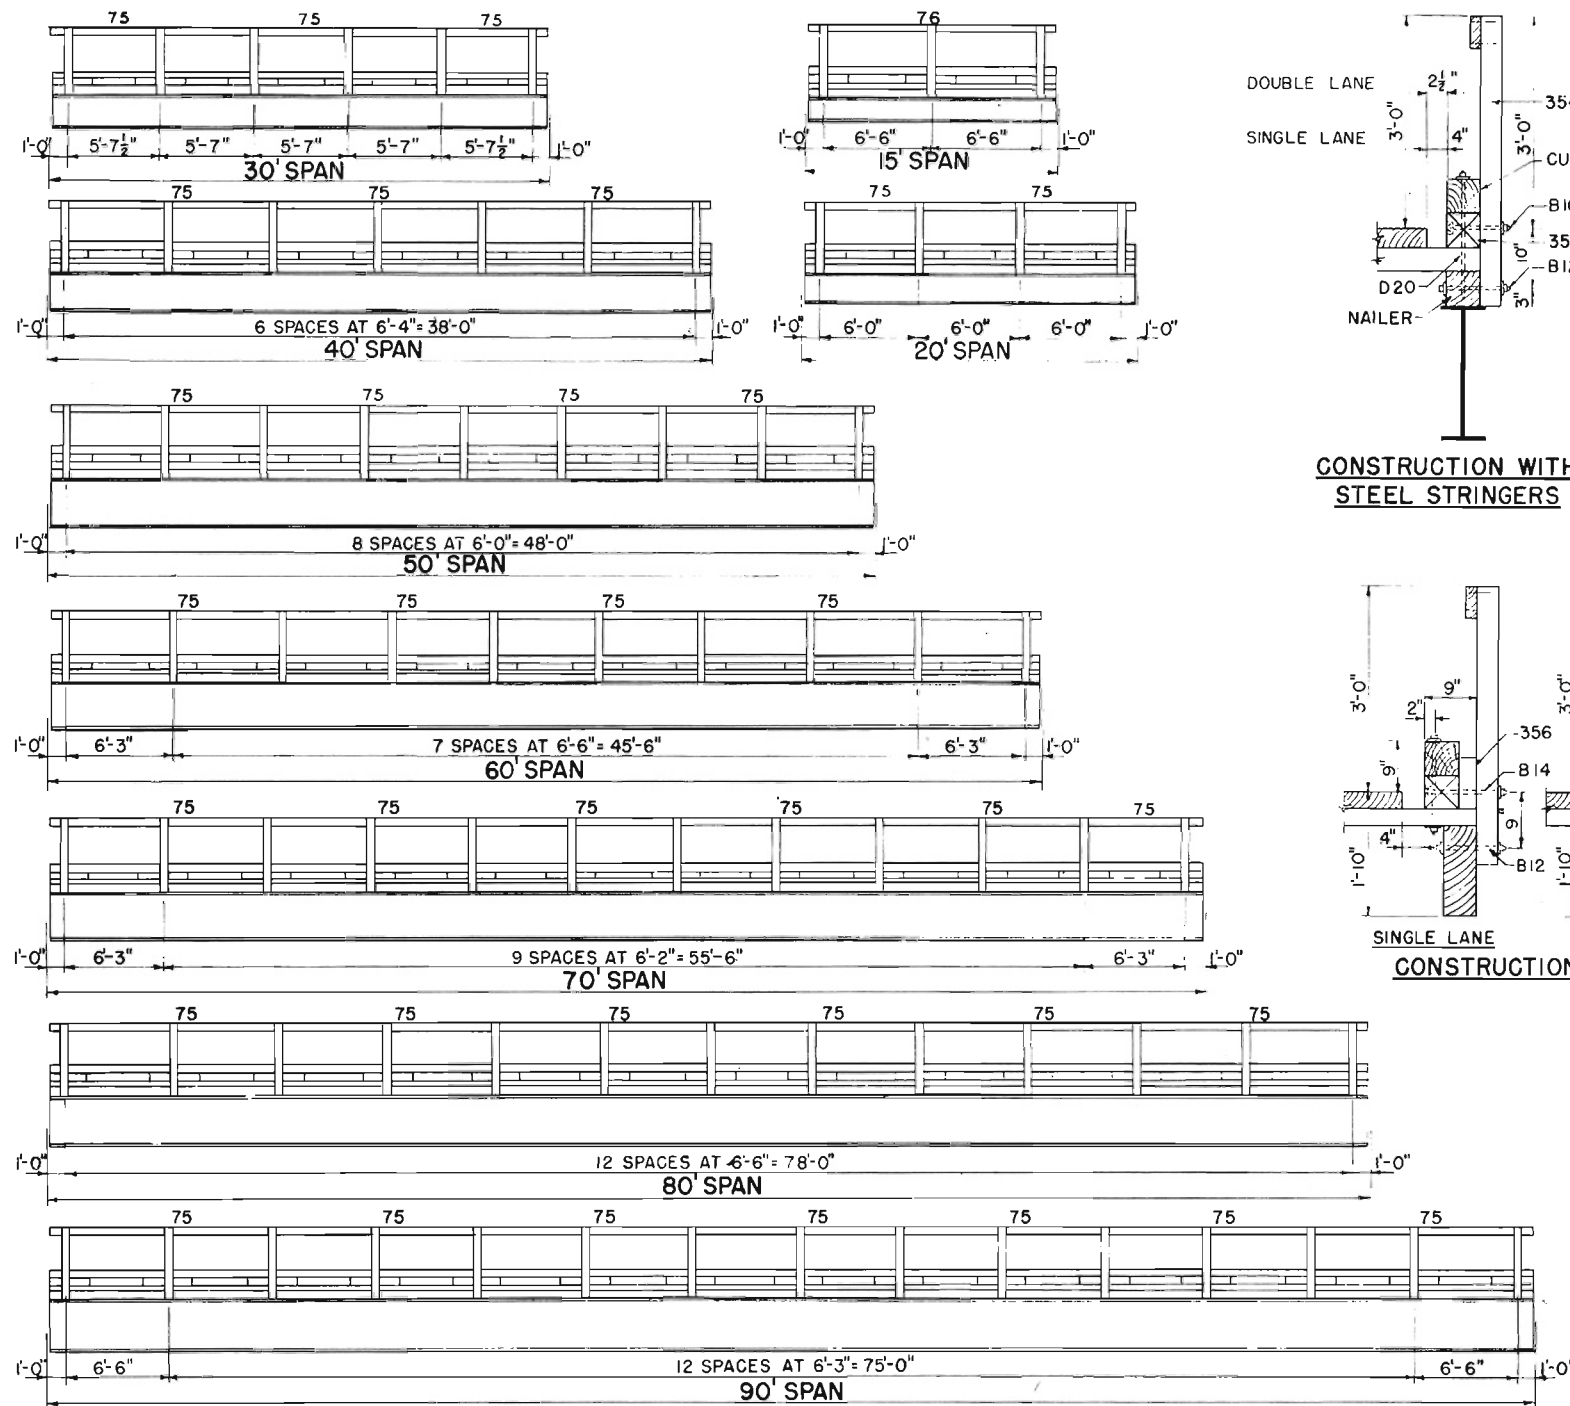 75 75 75
1'-0" 5'-7½" 5'-7" 5'-7" 5'-7" 5'-7½" 1'-0"
30' SPAN
76
1'-0" 6'-6" 6'-6" 1'-0"
15' SPAN
75 75 75
1'-0" 6 SPACES AT 6'-4"=38'-0" 1'-0"
40' SPAN
75 75
1'-0" 6'-0" 6'-0" 6'-0" 1'-0"
20' SPAN
75 75 75 75
1'-0" 8 SPACES AT 6'-0"=48'-0" 1'-0"
50' SPAN
75 75 75 75
1'-0" 6'-3" 7 SPACES AT 6'-6"=45'-6" 6'-3" 1'-0"
60' SPAN
75 75 75 75 75 75
1'-0" 6'-3" 9 SPACES AT 6'-2"=55'-6" 6'-3" 1'-0"
70' SPAN
75 75 75 75 75 75
1'-0" 12 SPACES AT 6'-6"=78'-0" 1'-0"
80' SPAN
75 75 75 75 75 75 75
1'-0" 6'-6" 12 SPACES AT 6'-3"=75'-0" 6'-6" 1'-0"
90' SPAN
DOUBLE LANE 2½"
SINGLE LANE 4"
3'-0"
3'-0"
10"
3"
D20
NAILER
B12
CONSTRUCTION WITH
STEEL STRINGERS
3'-0"
9"
2"
356
9"
B14
9"
4"
B12
1'-10"
3'-0"
1'-10"
SINGLE LANE
CONSTRUCTION